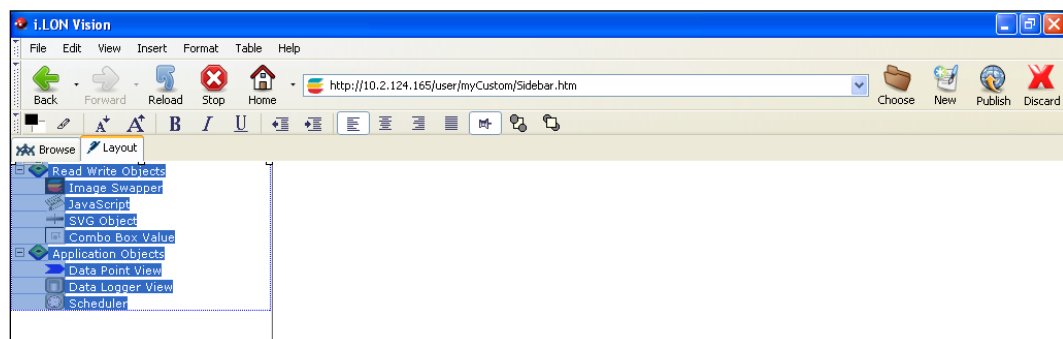 i.LON Vision
File Edit View Insert Format Table Help
http://10.2.124.165/user/myCustom/Sidebar.htm
Back Forward Reload Stop Home Choose New Publish Discard
A A B I U
Browse Layout
Read Write Objects
Image Swapper
JavaScript
SVG Object
Combo Box Value
Application Objects
Data Point View
Data Logger View
Scheduler